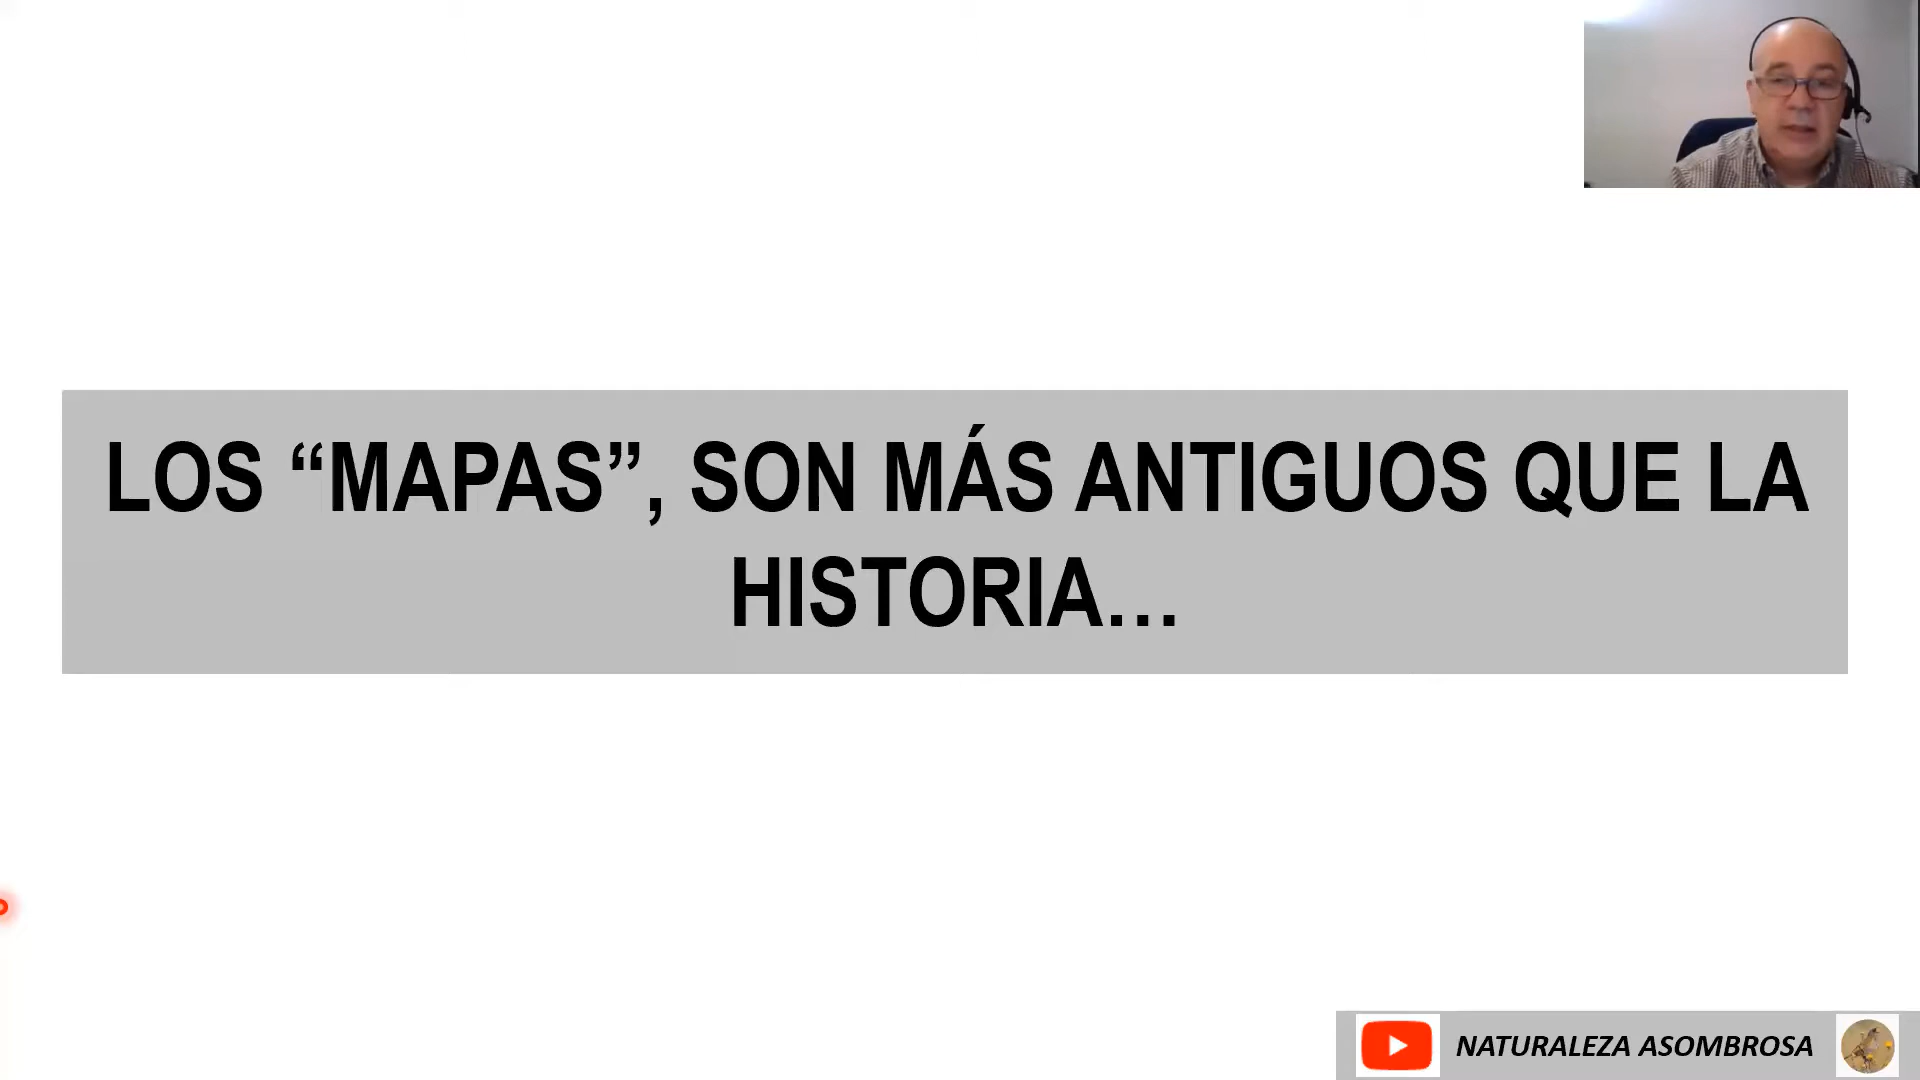 LOS “MAPAS”, SON MÁS ANTIGUOS QUE LA
HISTORIA…
NATURALEZA ASOMBROSA